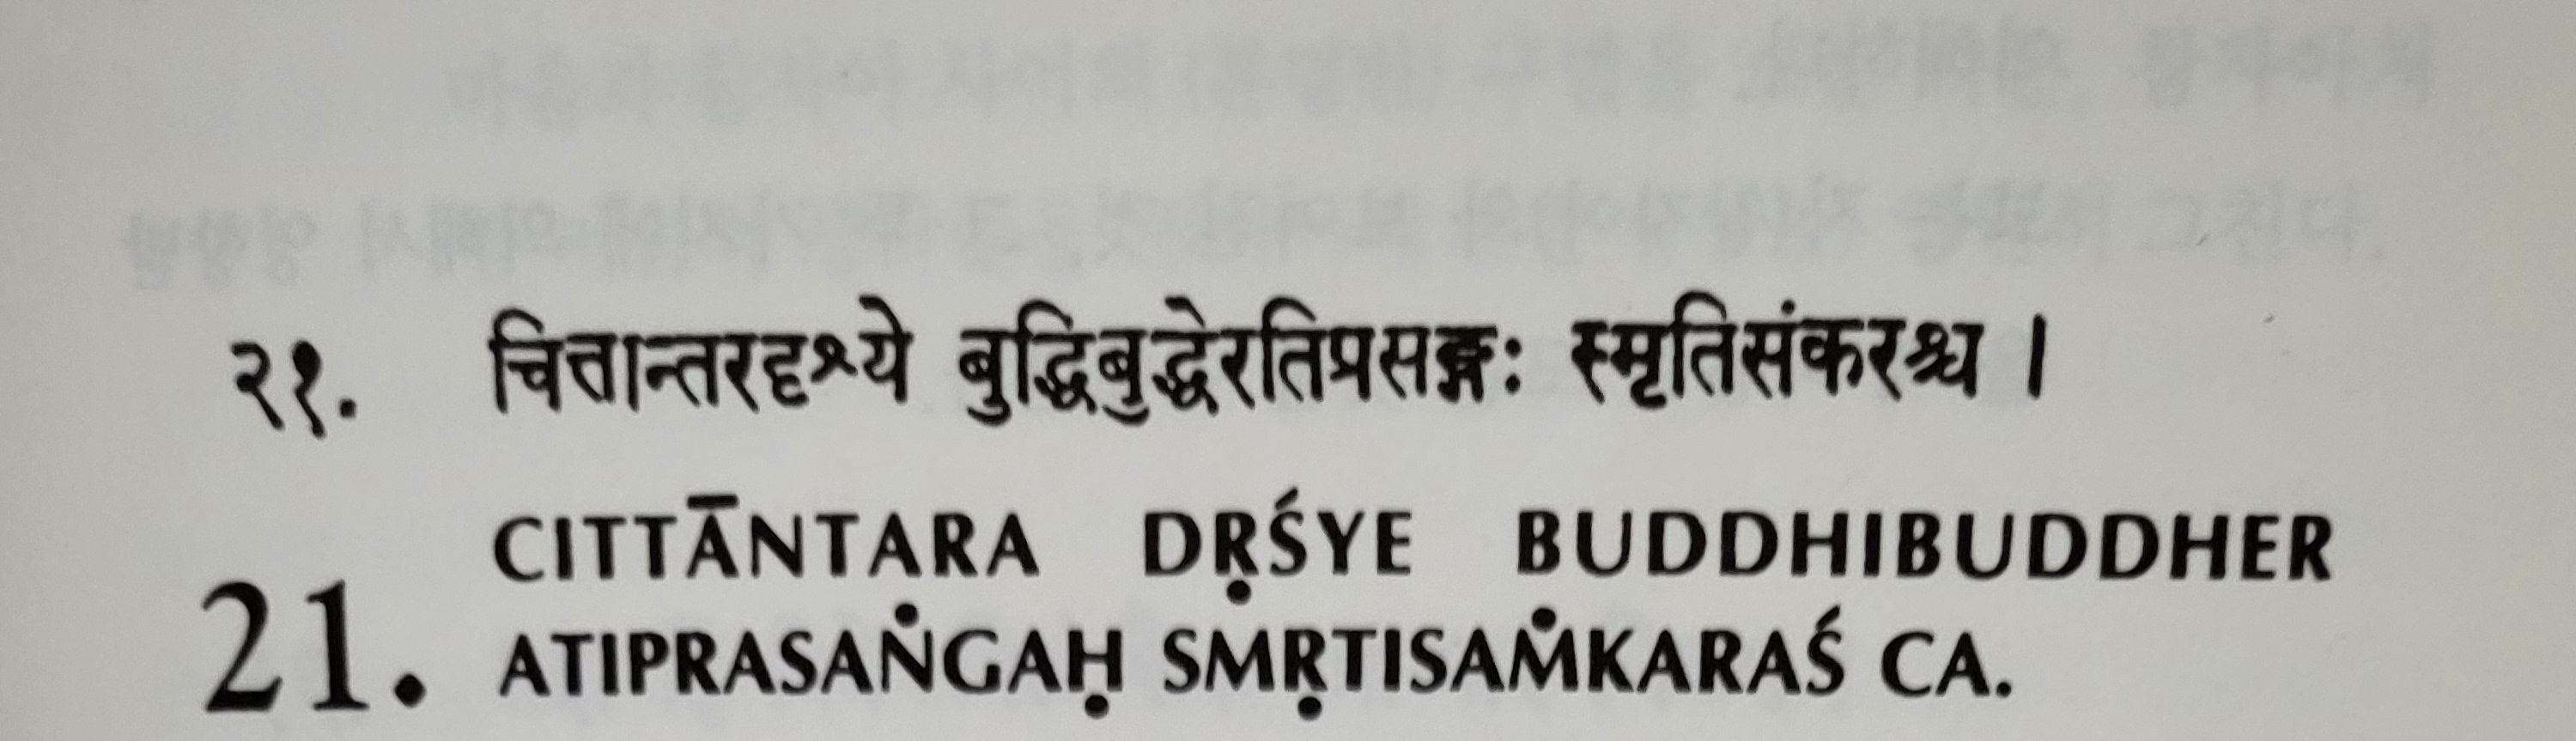 २१. चित्तान्तरदृश्ये बुद्धिबुद्धेरतिप्रसङ्गः स्मृतिसंकरश्च ।
CITTĀNTARA DṚŚYE BUDDHIBUDDHER
21. ATIPRASAṄGAḤ SMṚTISAṀKARAŚ CA.